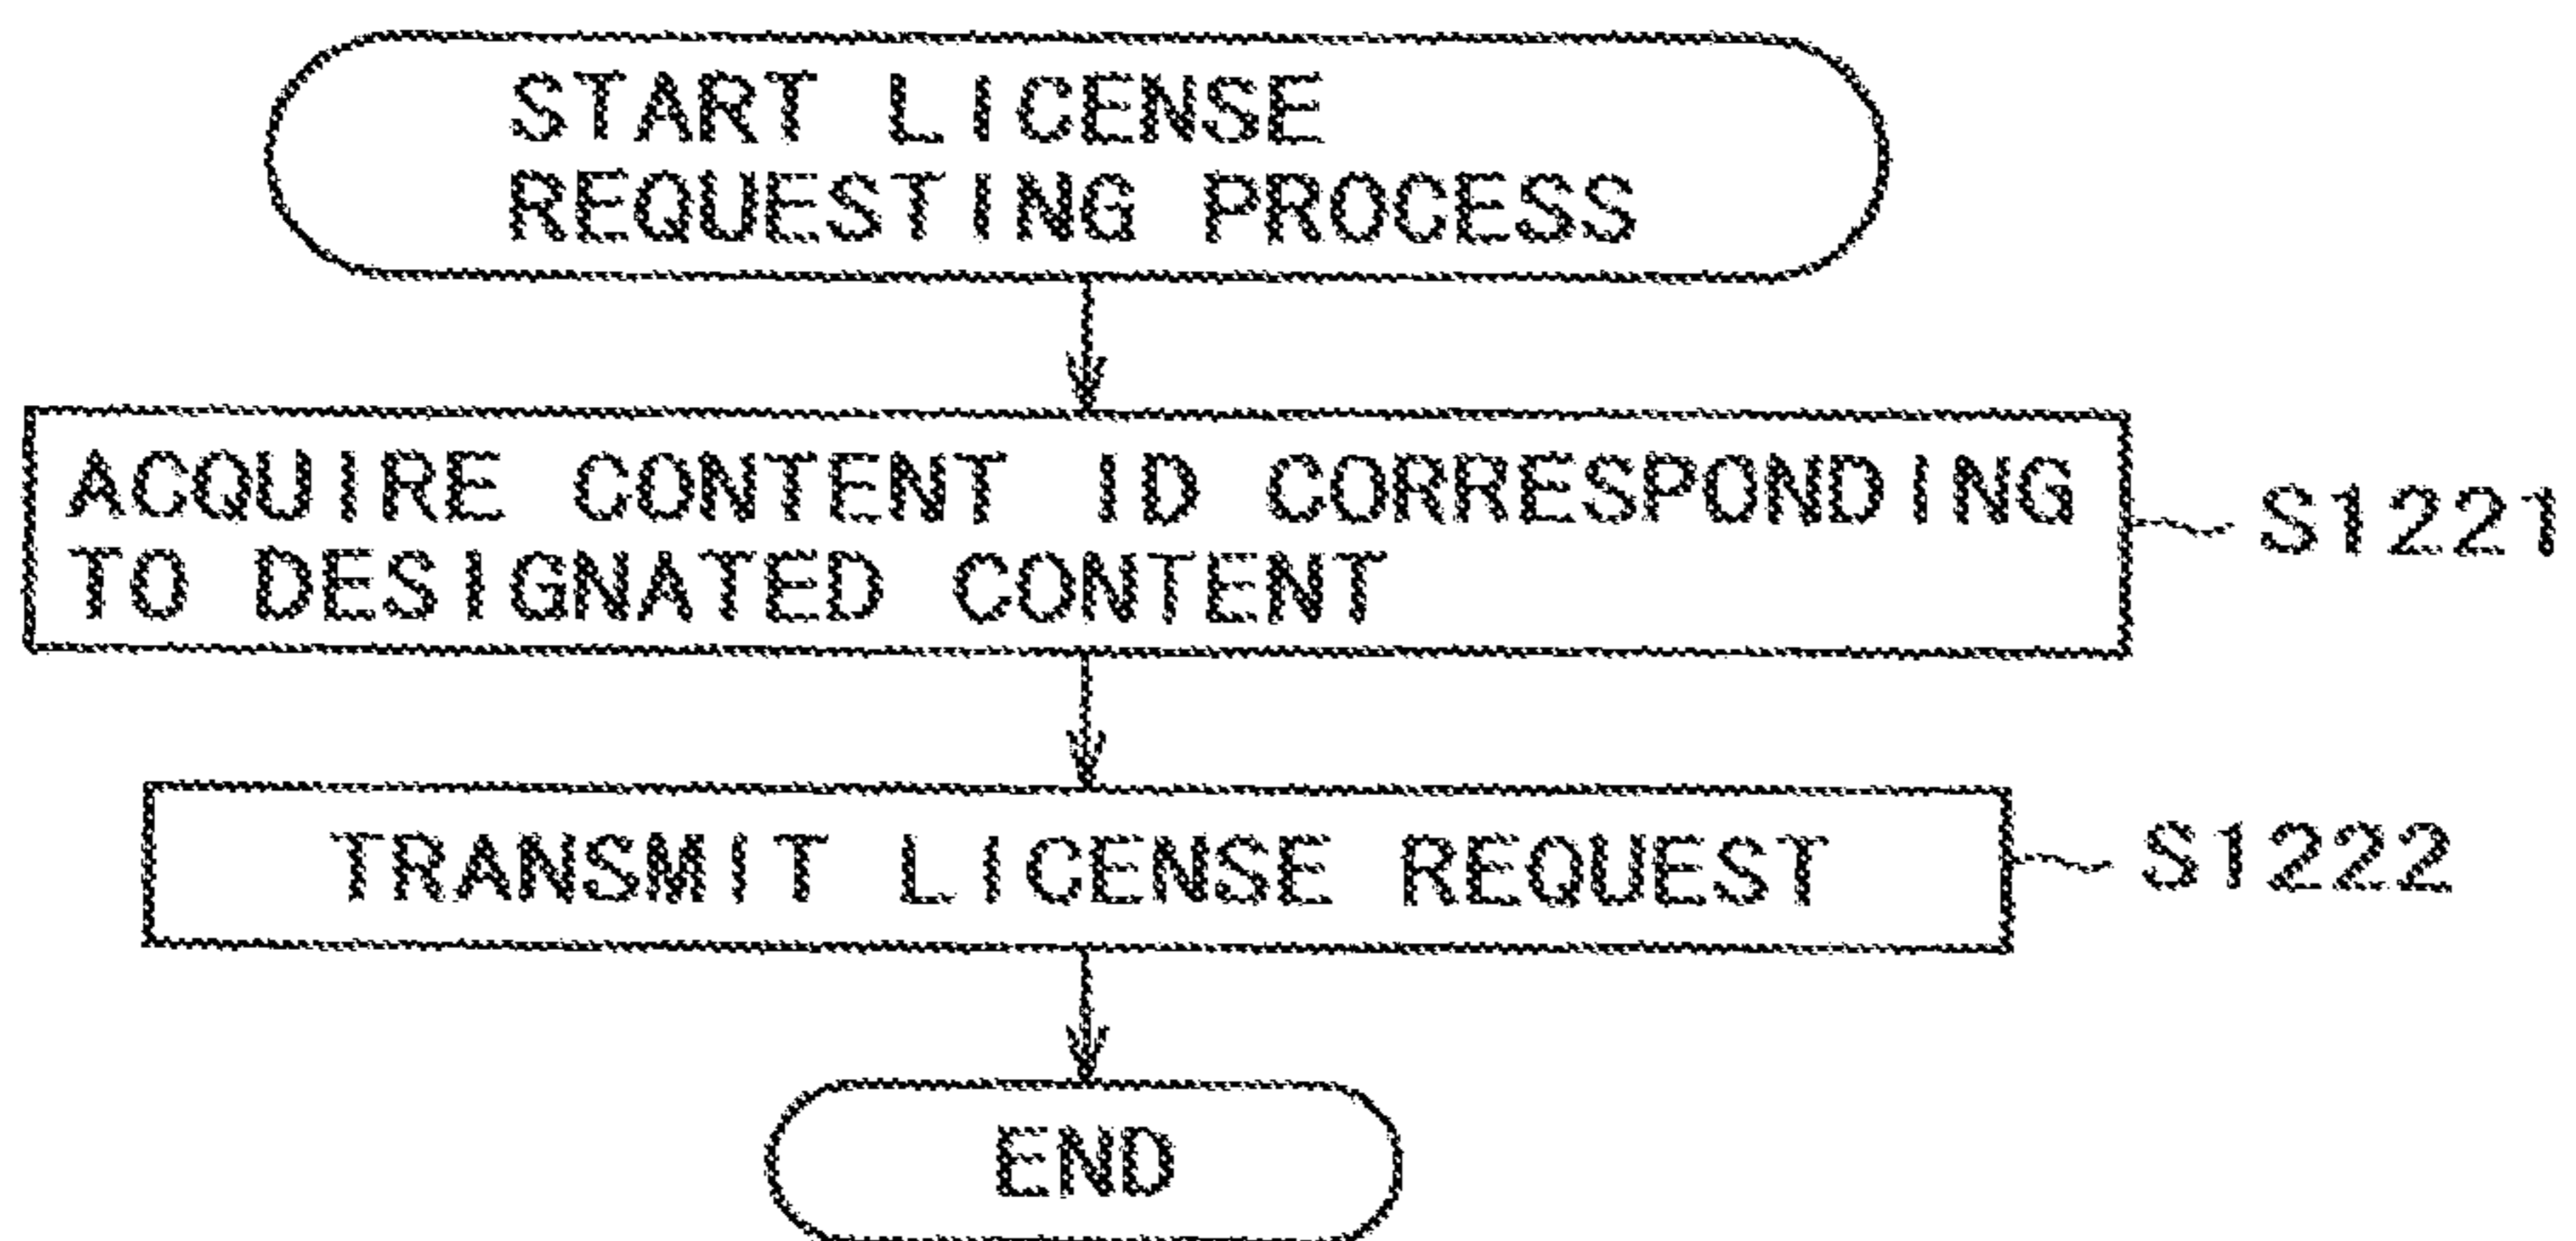 START LICENSE
REQUESTING PROCESS
ACQUIRE CONTENT ID CORRESPONDING
TO DESIGNATED CONTENT
S1221
TRANSMIT LICENSE REQUEST
S1222
END